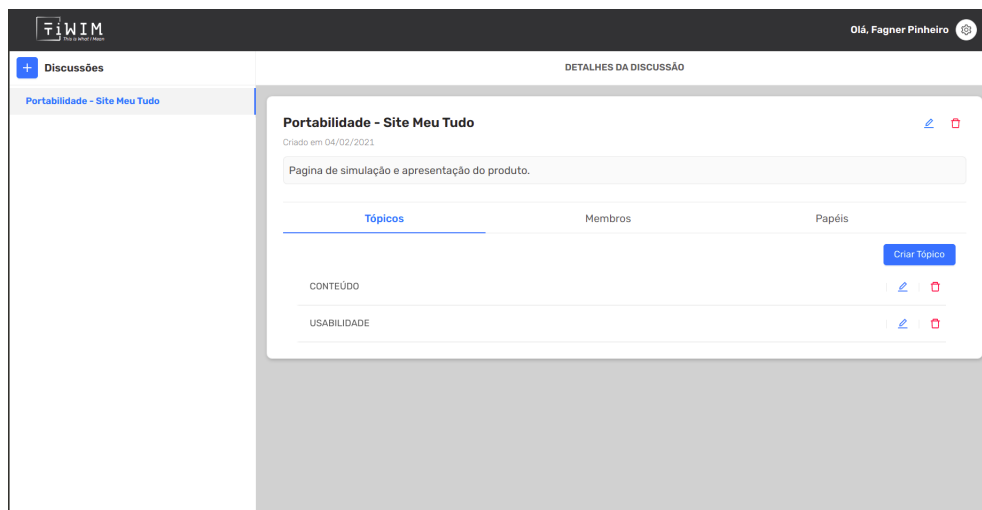 TiWIM
This is What I Mean
Olá, Fagner Pinheiro
Discussões
DETALHES DA DISCUSSÃO
Portabilidade - Site Meu Tudo
Portabilidade - Site Meu Tudo
Criado em 04/02/2021
Pagina de simulação e apresentação do produto.
Tópicos Membros Papéis
Criar Tópico
CONTEÚDO
USABILIDADE